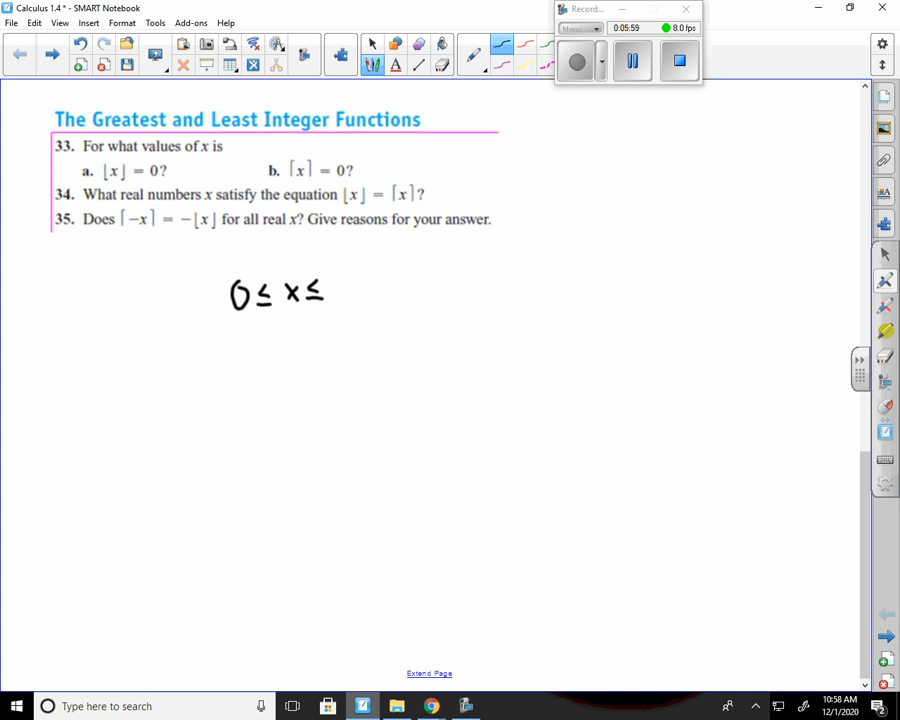 Calculus 1.4 * - SMART Notebook
File Edit View Insert Format Tools Add-ons Help
Record...
Menu
0:05:59
8.0 fps
The Greatest and Least Integer Functions
33. For what values of x is
a. ⌊x⌋ = 0? b. ⌈x⌉ = 0?
34. What real numbers x satisfy the equation ⌊x⌋ = ⌈x⌉?
35. Does ⌈−x⌉ = −⌊x⌋ for all real x? Give reasons for your answer.
0 ≤ x ≤
Extend Page
Type here to search
10:58 AM
12/1/2020
2